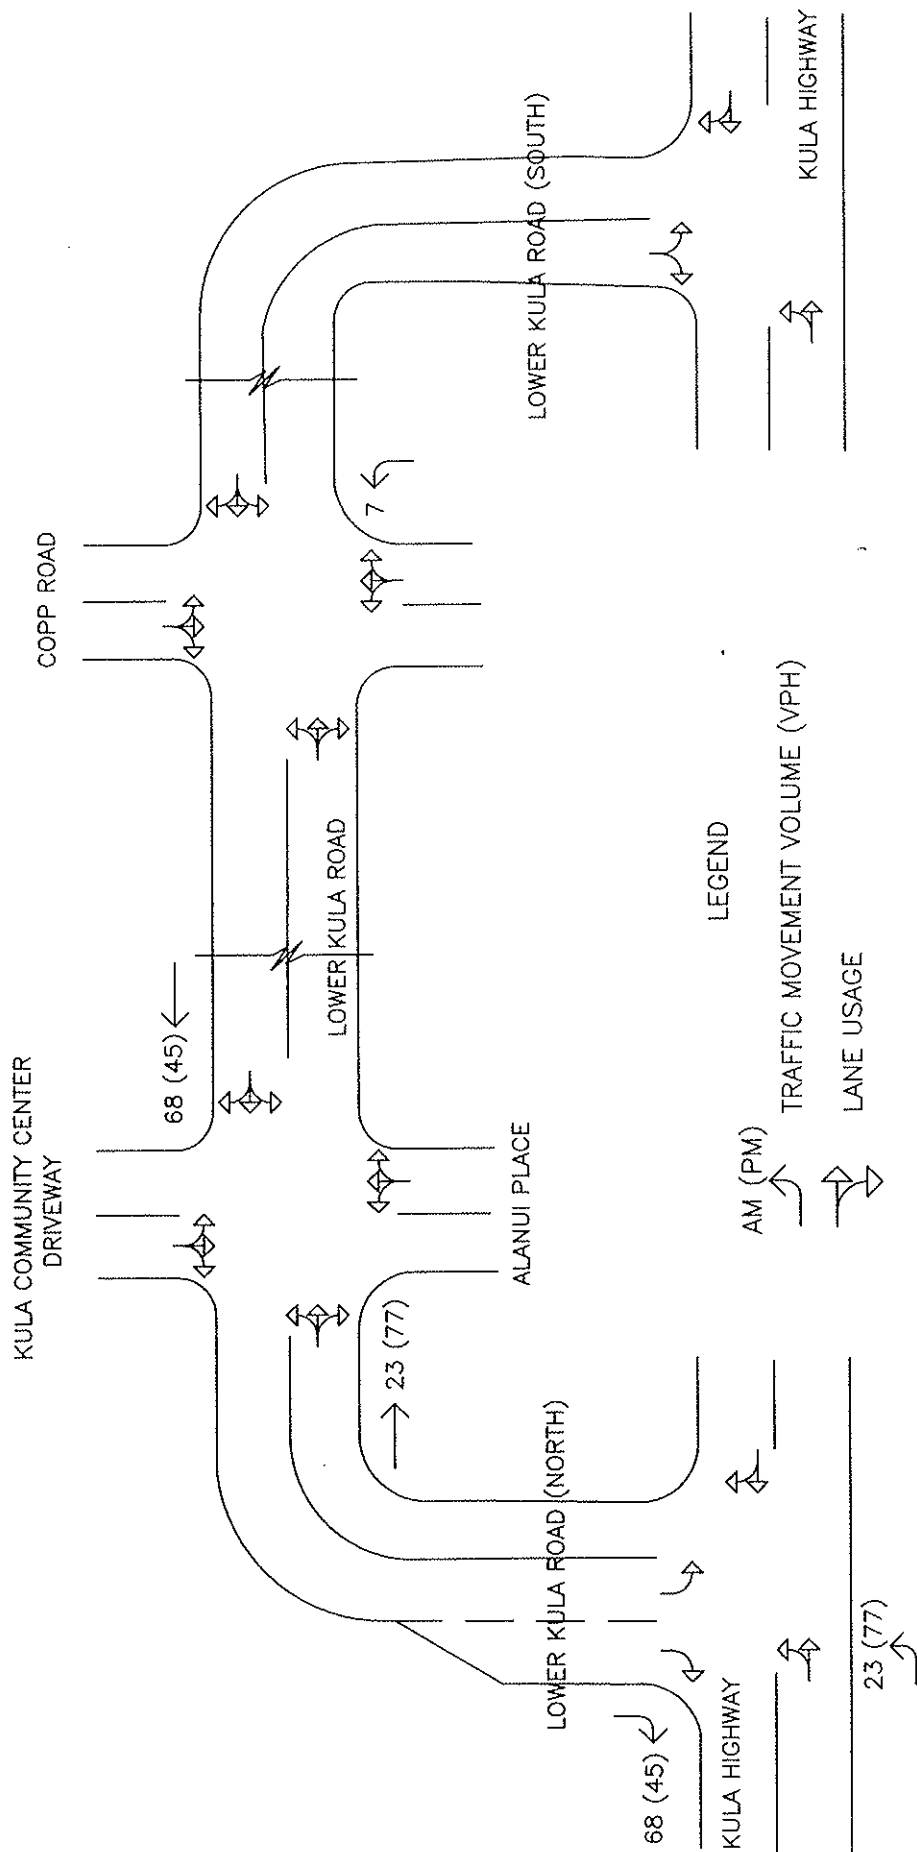 KULA COMMUNITY CENTER
DRIVEWAY
COPP ROAD
68 (45)
7
LOWER KULA ROAD
LOWER KULA ROAD (SOUTH)
KULA HIGHWAY
23 (77)
ALANUI PLACE
LOWER KULA ROAD (NORTH)
68 (45)
KULA HIGHWAY
23 (77)
LEGEND
AM (PM)
TRAFFIC MOVEMENT VOLUME (VPH)
LANE USAGE